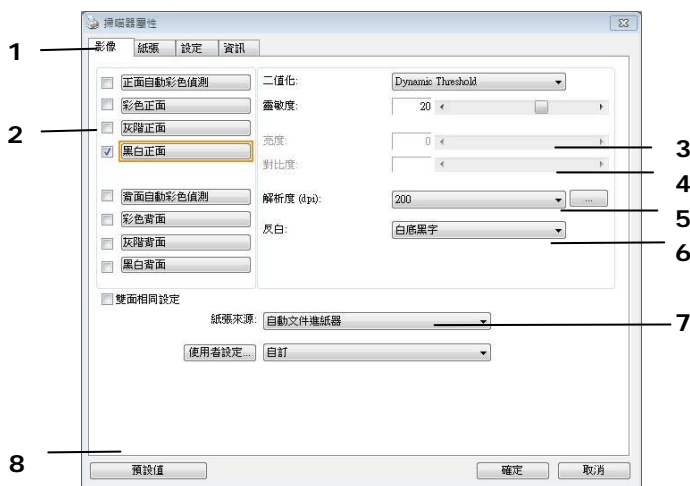 掃瞄器屬性
1
影像 紙張 設定 資訊
正面自動彩色偵測
二值化: Dynamic Threshold
彩色正面
靈敏度: 20
2
灰階正面
亮度: 0
3
黑白正面
對比度:
4
背面自動彩色偵測
解析度 (dpi): 200 ...
5
彩色背面
反白: 白底黑字
6
灰階背面
黑白背面
雙面相同設定
紙張來源: 自動文件進紙器
7
使用者設定... 自訂
8
預設值 確定 取消